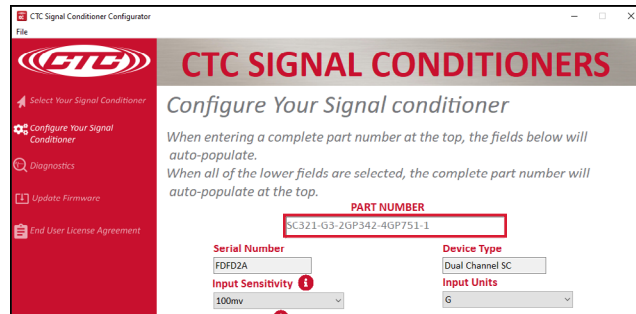 CTC Signal Conditioner Configurator
File
CTC
CTC SIGNAL CONDITIONERS
Select Your Signal Conditioner
Configure Your Signal
Conditioner
Diagnostics
Update Firmware
End User License Agreement
Configure Your Signal conditioner
When entering a complete part number at the top, the fields below will
auto-populate.
When all of the lower fields are selected, the complete part number will
auto-populate at the top.
PART NUMBER
SC321-G3-2GP342-4GP751-1
Serial Number
Device Type
FDFD2A
Dual Channel SC
Input Sensitivity i
Input Units
100mv
G